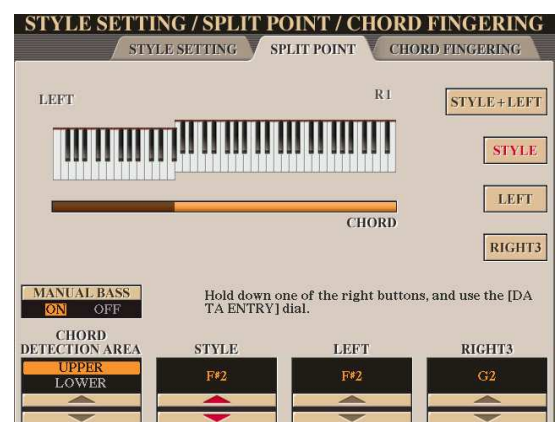 STYLE SETTING / SPLIT POINT / CHORD FINGERING
STYLE SETTING SPLIT POINT CHORD FINGERING
LEFT R1 STYLE+LEFT
STYLE
LEFT
CHORD
RIGHT3
MANUAL BASS
ON OFF
Hold down one of the right buttons, and use the [DA
TA ENTRY] dial.
CHORD
DETECTION AREA STYLE LEFT RIGHT3
UPPER
LOWER
F#2 F#2 G2